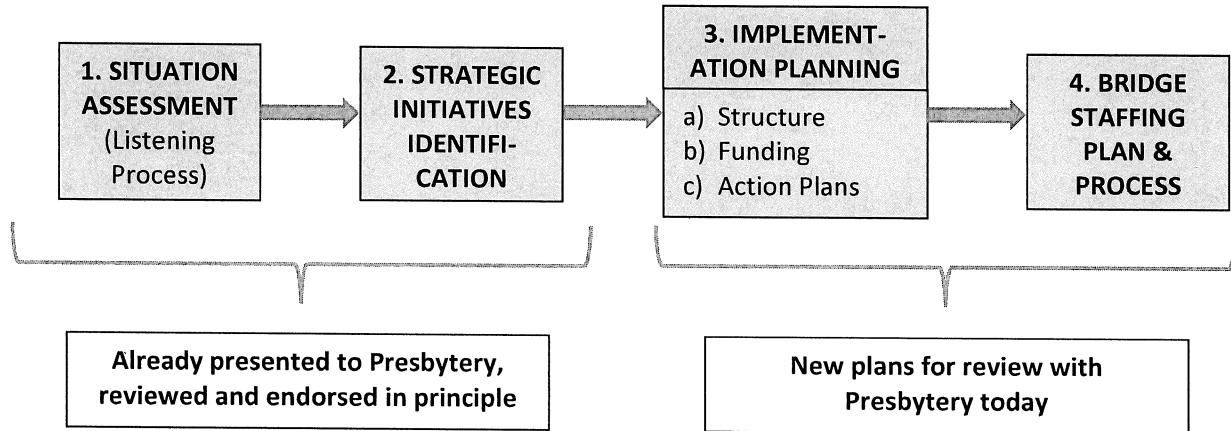 1. SITUATION
ASSESSMENT
(Listening
Process)
2. STRATEGIC
INITIATIVES
IDENTIFI-
CATION
3. IMPLEMENT-
ATION PLANNING
a) Structure
b) Funding
c) Action Plans
4. BRIDGE
STAFFING
PLAN &
PROCESS
Already presented to Presbytery,
reviewed and endorsed in principle
New plans for review with
Presbytery today